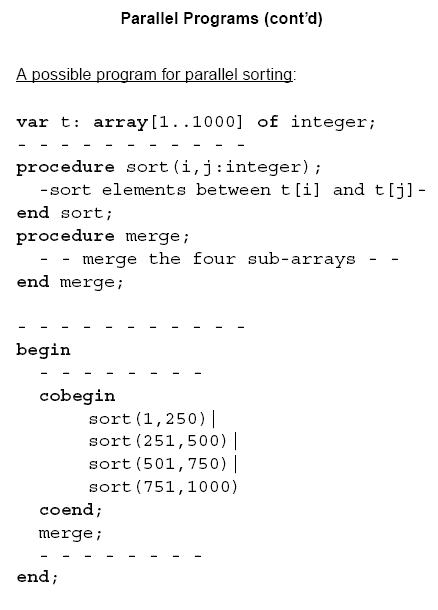 Parallel Programs (cont'd)
A possible program for parallel sorting:
var t: array[1..1000] of integer;
- - - - - - - - - - -
procedure sort(i,j:integer);
-sort elements between t[i] and t[j]-
end sort;
procedure merge;
- - merge the four sub-arrays - -
end merge;
- - - - - - - - - - -
begin
- - - - - - - -
cobegin
sort(1,250)|
sort(251,500)|
sort(501,750)|
sort(751,1000)
coend;
merge;
- - - - - - - -
end;